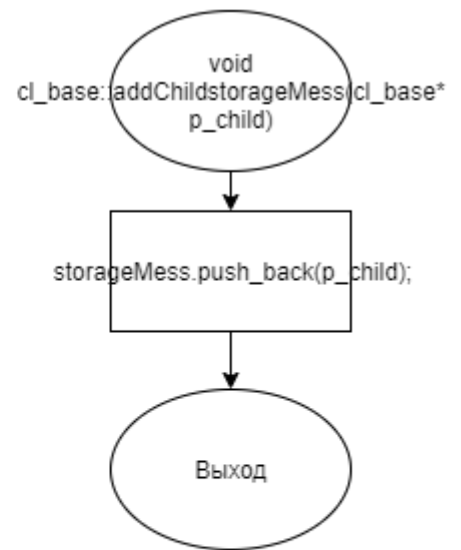 void
cl_base::addChildstorageMess(cl_base*
p_child)
storageMess.push_back(p_child);
Выход